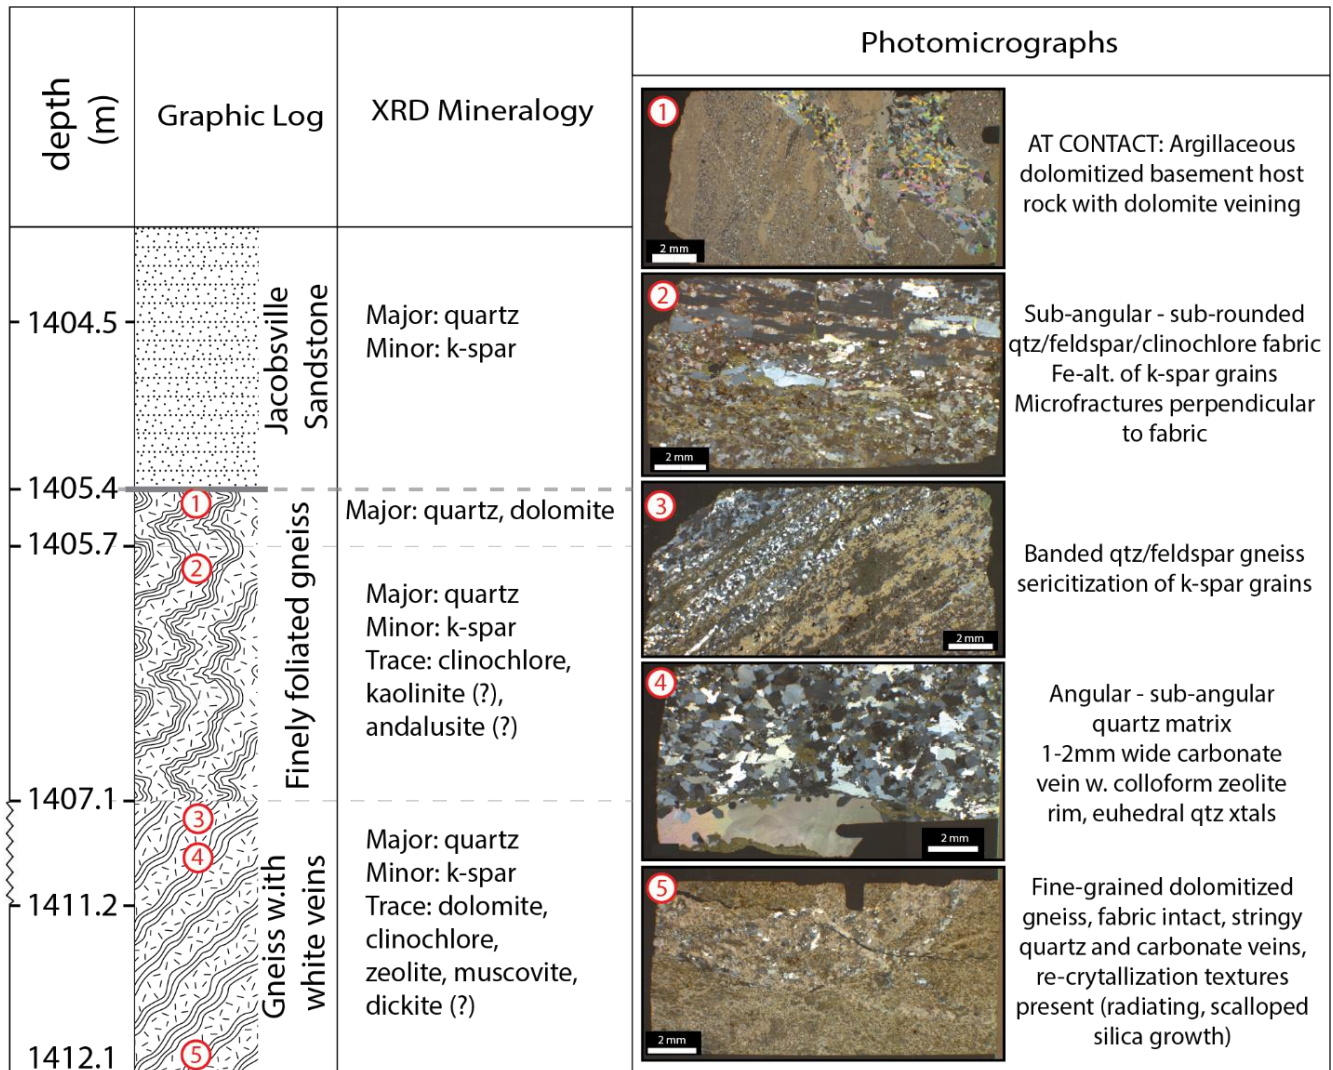 depth
(m)
Graphic Log
XRD Mineralogy
Photomicrographs
1404.5
1405.4
1405.7
1407.1
1411.2
1412.1
Jacobsville
Sandstone
Finely foliated gneiss
Gneiss w.ith
white veins
1
2
3
4
5
Major: quartz
Minor: k-spar
Major: quartz, dolomite
Major: quartz
Minor: k-spar
Trace: clinochlore,
kaolinite (?),
andalusite (?)
Major: quartz
Minor: k-spar
Trace: dolomite,
clinochlore,
zeolite, muscovite,
dickite (?)
1
2 mm
AT CONTACT: Argillaceous
dolomitized basement host
rock with dolomite veining
2
2 mm
Sub-angular - sub-rounded
qtz/feldspar/clinochlore fabric
Fe-alt. of k-spar grains
Microfractures perpendicular
to fabric
3
2 mm
Banded qtz/feldspar gneiss
sericitization of k-spar grains
4
2 mm
Angular - sub-angular
quartz matrix
1-2mm wide carbonate
vein w. colloform zeolite
rim, euhedral qtz xtals
5
2 mm
Fine-grained dolomitized
gneiss, fabric intact, stringy
quartz and carbonate veins,
re-crytallization textures
present (radiating, scalloped
silica growth)